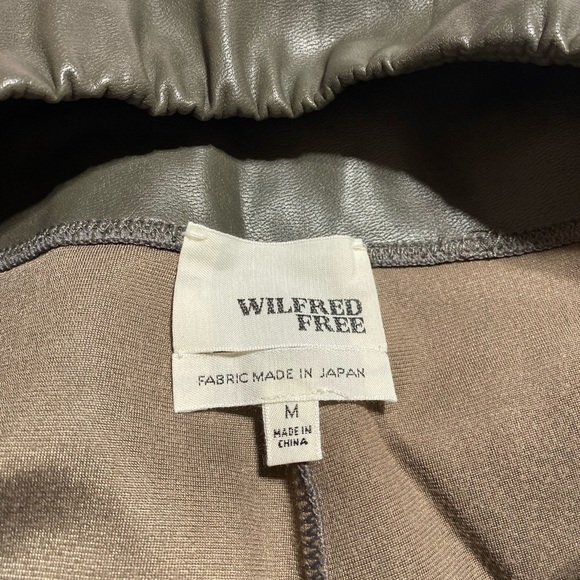 WILFRED
FREE
FABRIC MADE IN JAPAN
M
MADE IN
CHINA